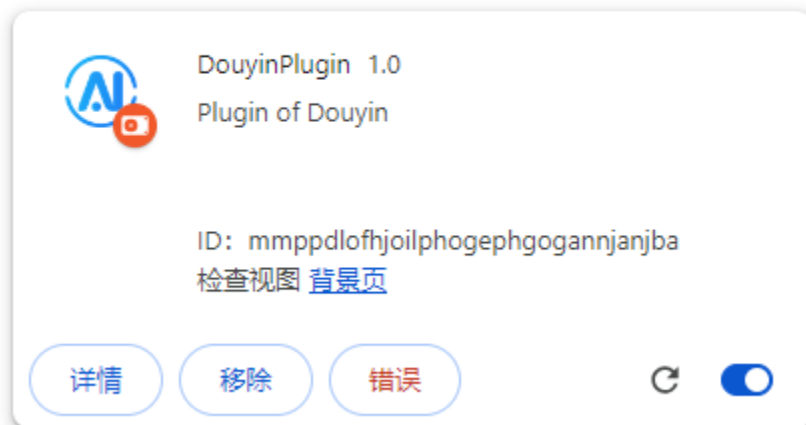 AI
DouyinPlugin 1.0
Plugin of Douyin
ID：mmppdlofhjoilphogephgogannjanjba
检查视图 背景页
详情 移除 错误